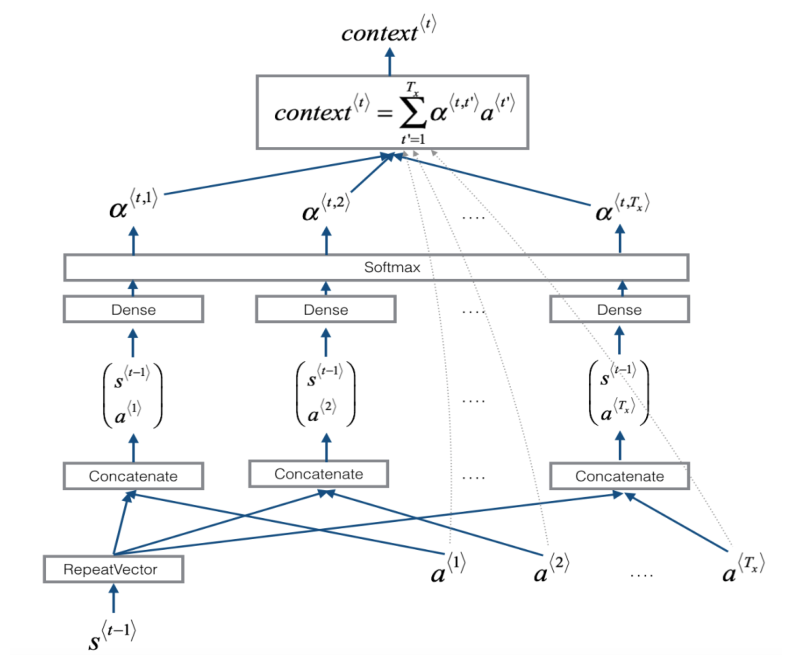 context⟨t⟩
context⟨t⟩ = ∑_{t'=1}^{T_x} α⟨t,t'⟩ a⟨t'⟩
α⟨t,1⟩ α⟨t,2⟩ .... α⟨t,T_x⟩
Softmax
Dense Dense .... Dense
(s⟨t−1⟩ (s⟨t−1⟩ (s⟨t−1⟩
a⟨1⟩) a⟨2⟩) .... a⟨T_x⟩)
Concatenate Concatenate .... Concatenate
RepeatVector a⟨1⟩ a⟨2⟩ .... a⟨T_x⟩
s⟨t−1⟩